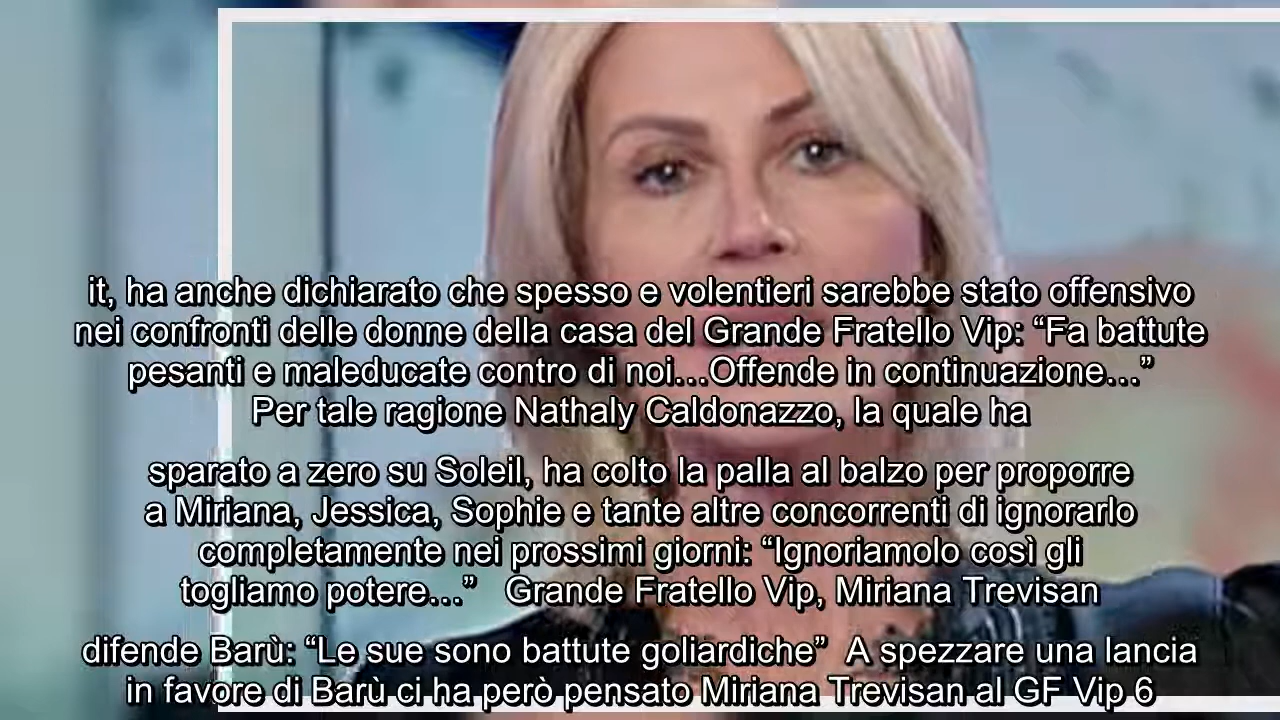 it, ha anche dichiarato che spesso e volentieri sarebbe stato offensivo
nei confronti delle donne della casa del Grande Fratello Vip: “Fa battute
pesanti e maleducate contro di noi…Offende in continuazione…”
Per tale ragione Nathaly Caldonazzo, la quale ha
sparato a zero su Soleil, ha colto la palla al balzo per proporre
a Miriana, Jessica, Sophie e tante altre concorrenti di ignorarlo
completamente nei prossimi giorni: “Ignoriamolo così gli
togliamo potere…”   Grande Fratello Vip, Miriana Trevisan
difende Barù: “Le sue sono battute goliardiche”  A spezzare una lancia
in favore di Barù ci ha però pensato Miriana Trevisan al GF Vip 6